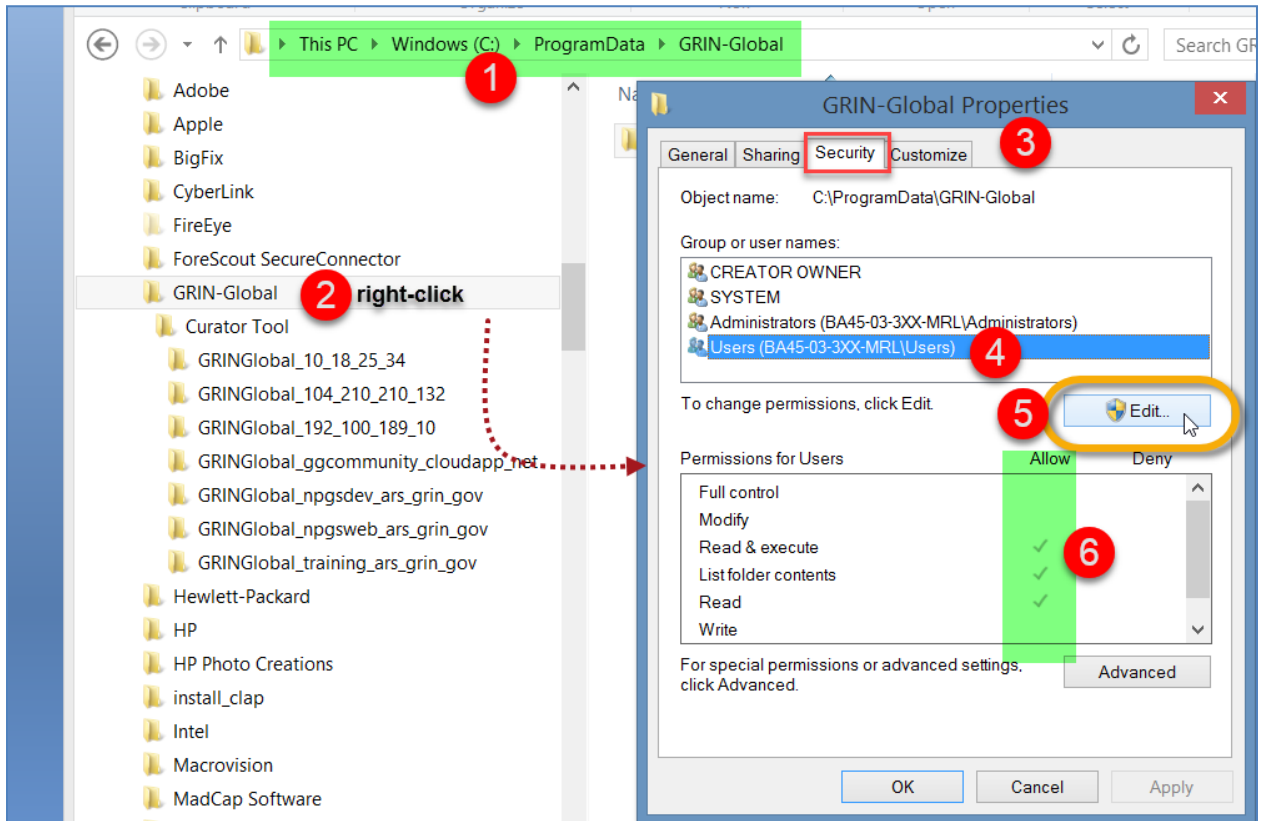 This PC Windows (C:) ProgramData GRIN-Global
Search GR
1
Adobe
Apple
BigFix
CyberLink
FireEye
ForeScout SecureConnector
GRIN-Global 2 right-click
Curator Tool
GRINGlobal_10_18_25_34
GRINGlobal_104_210_210_132
GRINGlobal_192_100_189_10
GRINGlobal_ggcommunity_cloudapp_net
GRINGlobal_npgsdev_ars_grin_gov
GRINGlobal_npgsweb_ars_grin_gov
GRINGlobal_training_ars_grin_gov
Hewlett-Packard
HP
HP Photo Creations
install_clap
Intel
Macrovision
MadCap Software
Na
GRIN-Global Properties
3
General Sharing Security Customize
Object name: C:\ProgramData\GRIN-Global
Group or user names:
CREATOR OWNER
SYSTEM
Administrators (BA45-03-3XX-MRL\Administrators)
Users (BA45-03-3XX-MRL\Users) 4
To change permissions, click Edit. 5 Edit...
Permissions for Users Allow Deny
Full control
Modify
Read & execute
List folder contents
Read
Write
6
For special permissions or advanced settings,
click Advanced.
Advanced
OK Cancel Apply